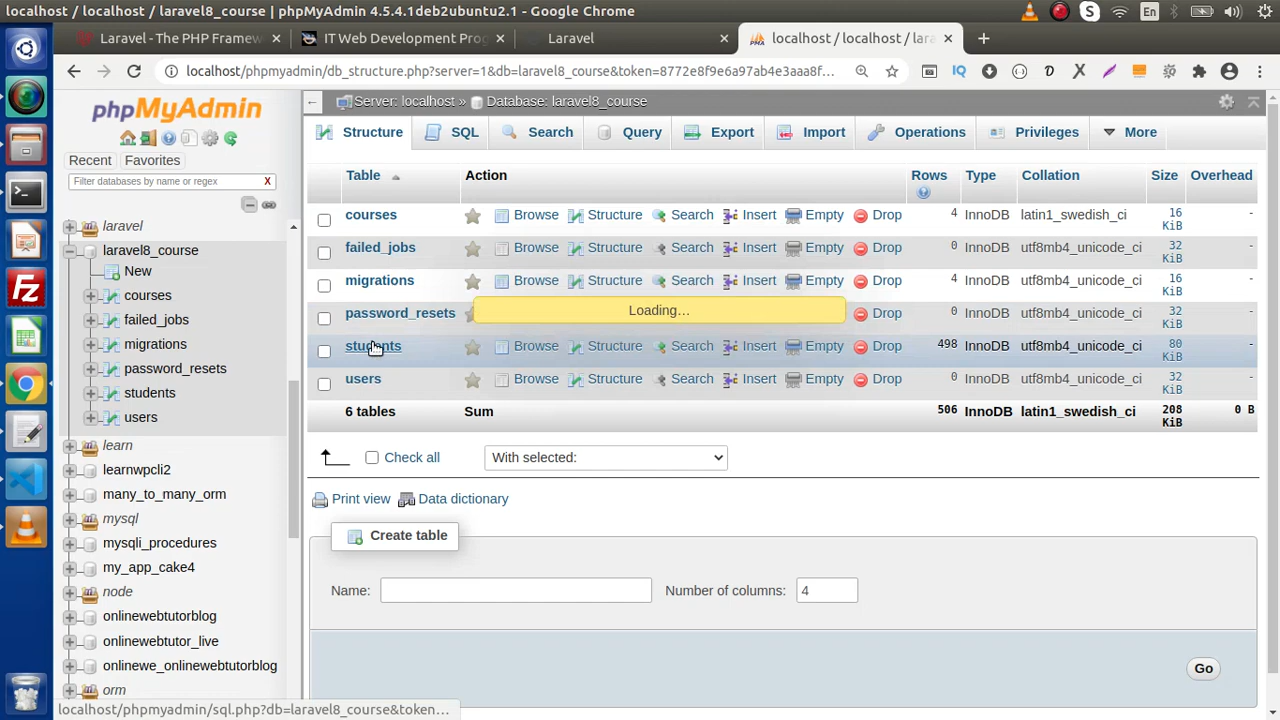 localhost / localhost / laravel8_course | phpMyAdmin 4.5.4.1deb2ubuntu2.1 - Google Chrome
En
Laravel - The PHP Framew
IT Web Development Prog
Laravel
localhost / localhost / lara
localhost/phpmyadmin/db_structure.php?server=1&db=laravel8_course&token=8772e8f9e6a97ab4e3aaa8f…
phpMyAdmin
Recent
Favorites
Filter databases by name or regex
X
laravel
laravel8_course
New
courses
failed_jobs
migrations
password_resets
students
users
learn
learnwpcli2
many_to_many_orm
mysql
mysqli_procedures
my_app_cake4
node
onlinewebtutorblog
onlinewebtutor_live
onlinewe_onlinewebtutorblog
orm
Server: localhost » Database: laravel8_course
Structure SQL Search Query Export Import Operations Privileges More
Table Action Rows Type Collation Size Overhead
courses Browse Structure Search Insert Empty Drop 4 InnoDB latin1_swedish_ci 16 KiB -
failed_jobs Browse Structure Search Insert Empty Drop 0 InnoDB utf8mb4_unicode_ci 32 KiB -
migrations Browse Structure Search Insert Empty Drop 4 InnoDB utf8mb4_unicode_ci 16 KiB -
Loading…
password_resets Drop 0 InnoDB utf8mb4_unicode_ci 32 KiB -
students Browse Structure Search Insert Empty Drop 498 InnoDB utf8mb4_unicode_ci 80 KiB -
users Browse Structure Search Insert Empty Drop 0 InnoDB utf8mb4_unicode_ci 32 KiB -
6 tables Sum 506 InnoDB latin1_swedish_ci 208 KiB 0 B
Check all
With selected:
Print view Data dictionary
Create table
Name:
Number of columns: 4
Go
localhost/phpmyadmin/sql.php?db=laravel8_course&token…